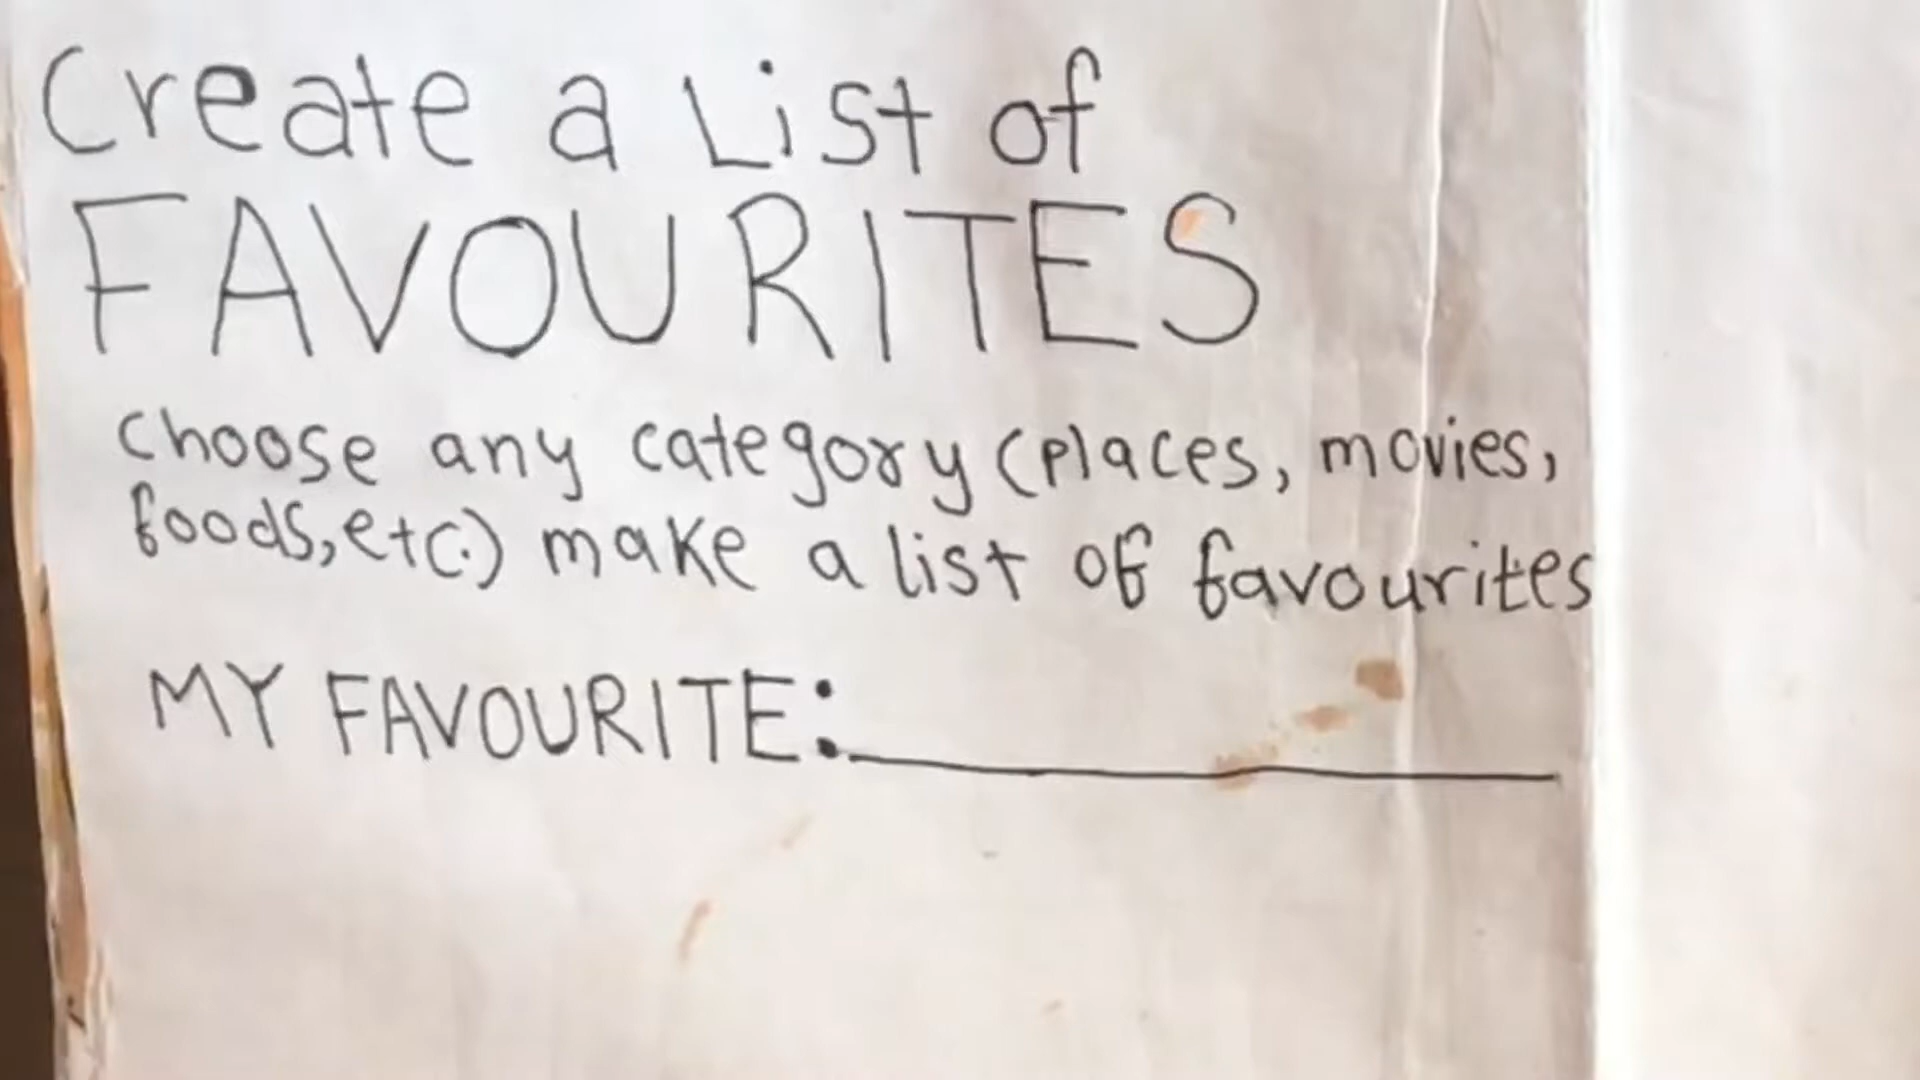 Create a List of
FAVOURITES
Choose any category (places, movies,
foods, etc.) make a list of favourites
MY FAVOURITE: